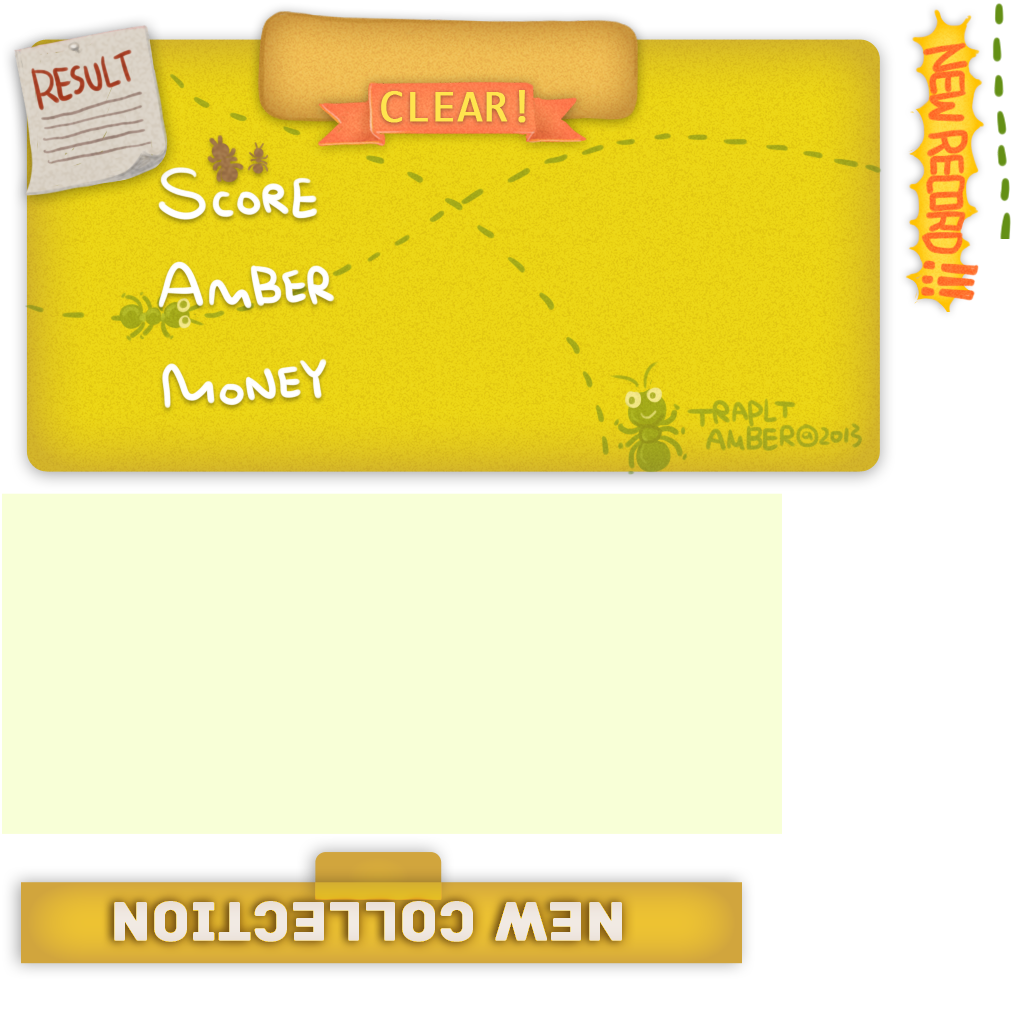 RESULT
CLEAR!
SCORE
AMBER
MONEY
TRAPLT
AMBER@2013
NEW RECORD!!!
NEW COLLECTION